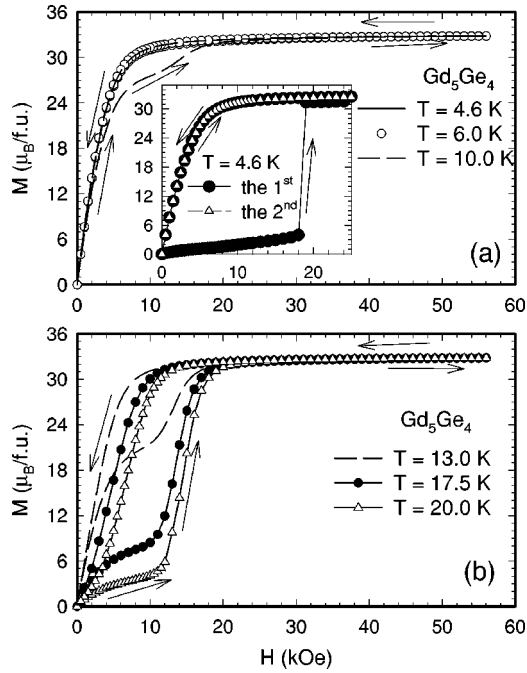 36
(a)
30
Gd5Ge4
24
T = 4.6 K
T = 6.0 K
T = 10.0 K
18
12
6
0
M (μB/f.u.)
30
24
18
12
6
0
T = 4.6 K
the 1st
the 2nd
0 10 20
0 10 20 30 40 50 60
36
30
24
18
12
6
0
M (μB/f.u.)
Gd5Ge4
T = 13.0 K
T = 17.5 K
T = 20.0 K
(b)
0 10 20 30 40 50 60
H (kOe)